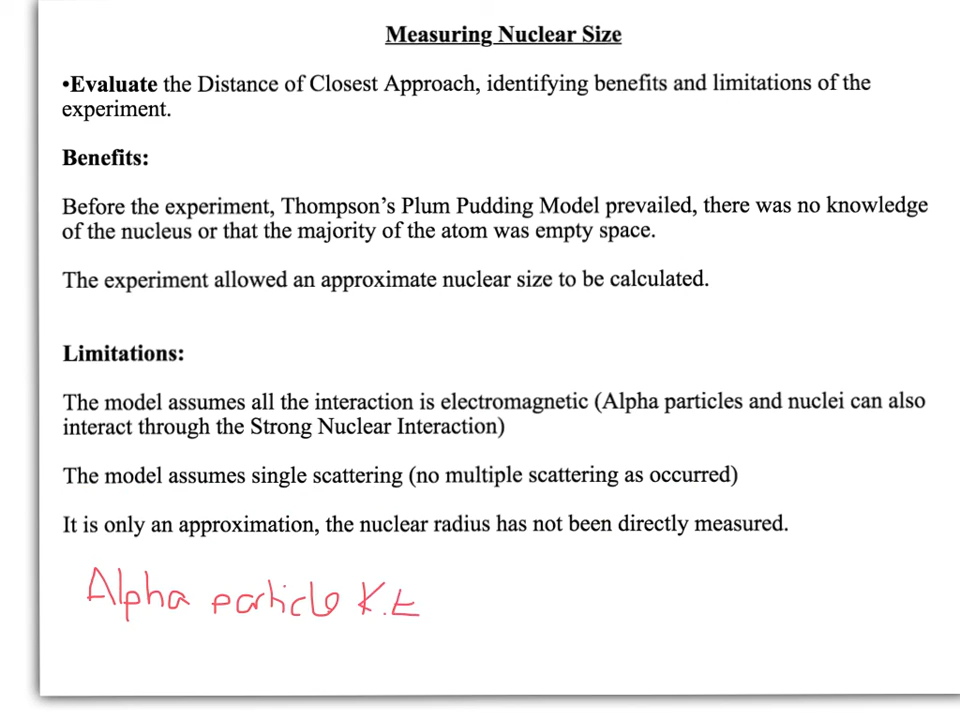 Measuring Nuclear Size
•Evaluate the Distance of Closest Approach, identifying benefits and limitations of the
experiment.
Benefits:
Before the experiment, Thompson’s Plum Pudding Model prevailed, there was no knowledge
of the nucleus or that the majority of the atom was empty space.
The experiment allowed an approximate nuclear size to be calculated.
Limitations:
The model assumes all the interaction is electromagnetic (Alpha particles and nuclei can also
interact through the Strong Nuclear Interaction)
The model assumes single scattering (no multiple scattering as occurred)
It is only an approximation, the nuclear radius has not been directly measured.
Alpha particle K.E